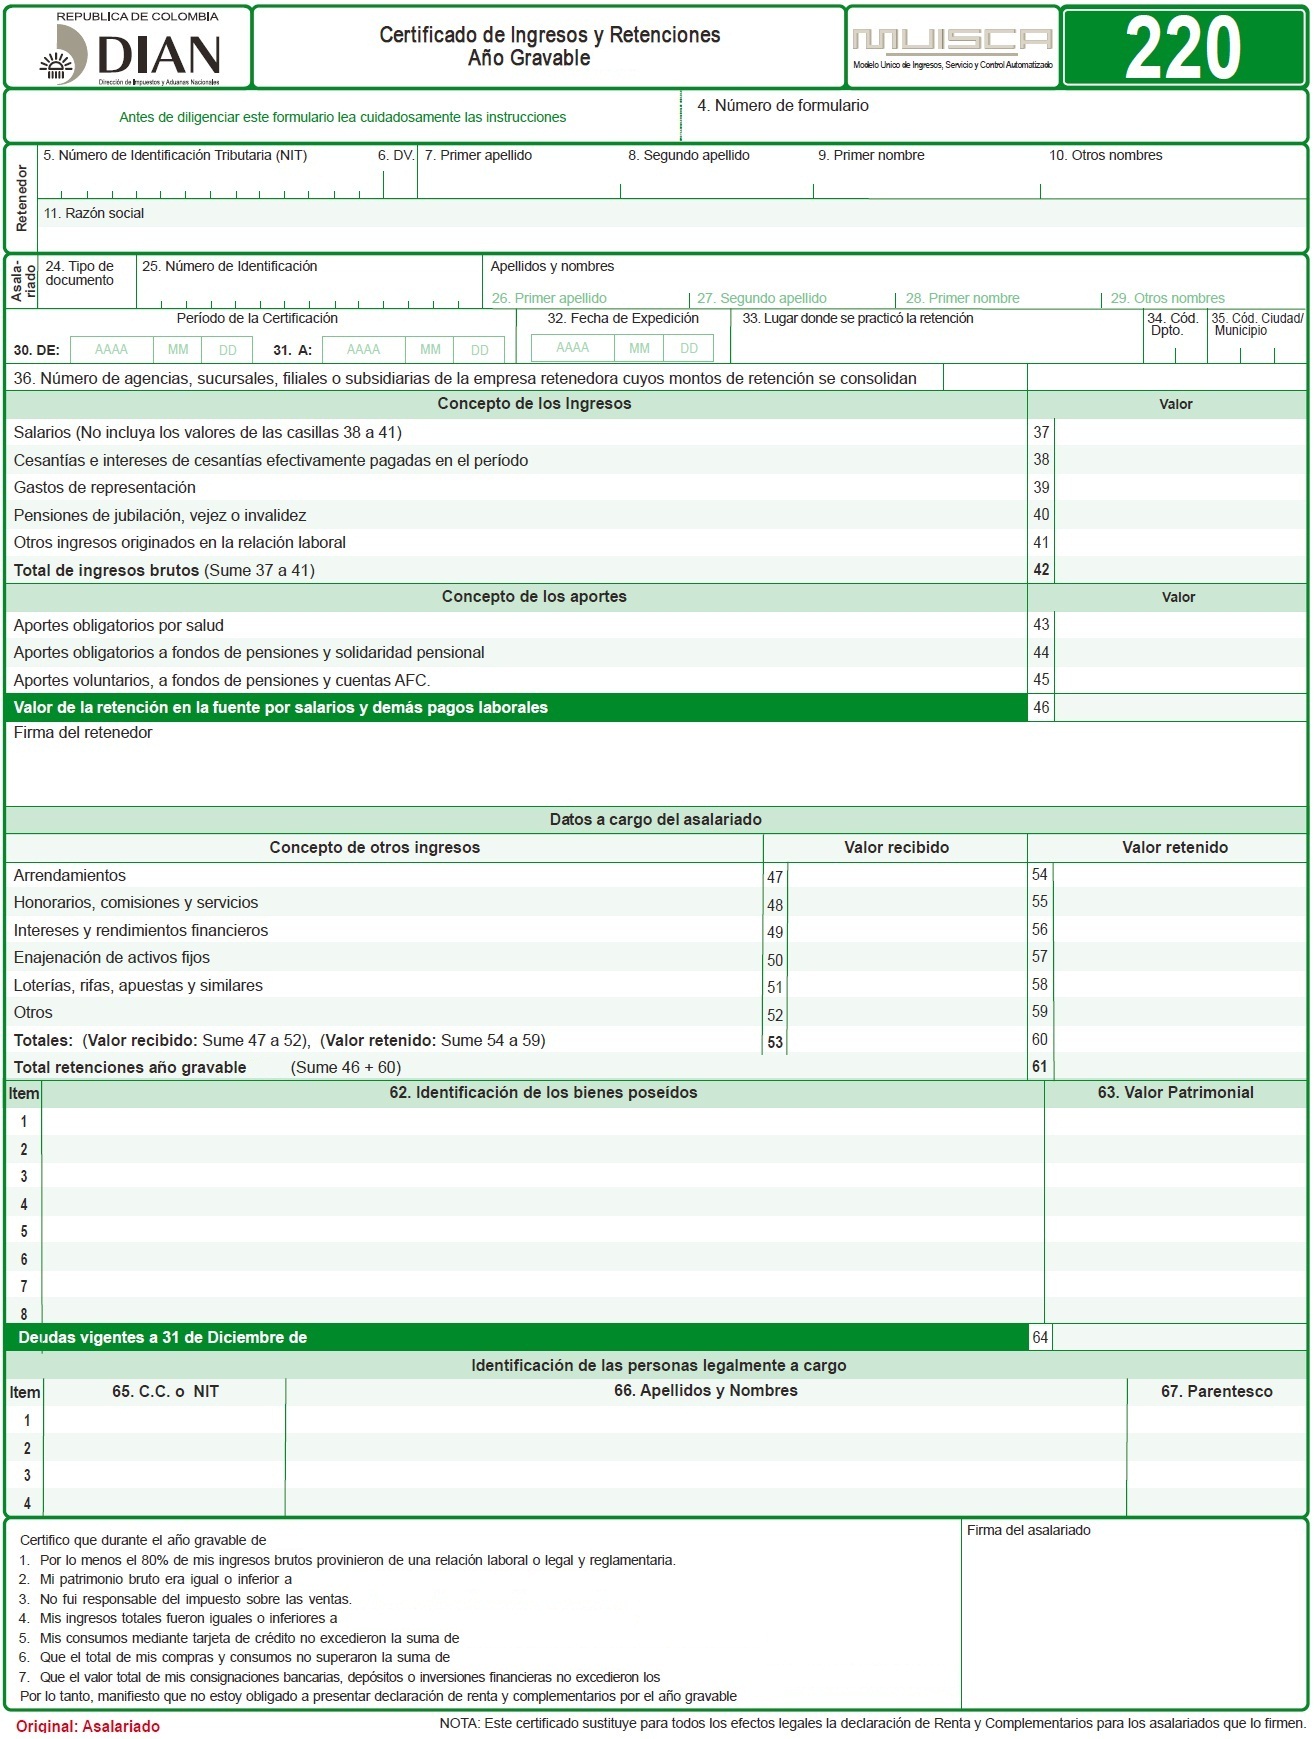 REPUBLICA DE COLOMBIA
DIAN
Dirección de Impuestos y Aduanas Nacionales
Certificado de Ingresos y Retenciones
Año Gravable
MUISCA
Modelo Unico de Ingresos, Servicio y Control Automatizado
220
Antes de diligenciar este formulario lea cuidadosamente las instrucciones
4. Número de formulario
Retenedor
5. Número de Identificación Tributaria (NIT) 6. DV. 7. Primer apellido 8. Segundo apellido 9. Primer nombre 10. Otros nombres
11. Razón social
Asala-
riado
24. Tipo de
documento
25. Número de Identificación
Apellidos y nombres
26. Primer apellido 27. Segundo apellido 28. Primer nombre 29. Otros nombres
Período de la Certificación
30. DE: AAAA MM DD 31. A: AAAA MM DD
32. Fecha de Expedición
AAAA MM DD
33. Lugar donde se practicó la retención
34. Cód.
Dpto.
35. Cód. Ciudad/
Municipio
36. Número de agencias, sucursales, filiales o subsidiarias de la empresa retenedora cuyos montos de retención se consolidan
Concepto de los Ingresos Valor
Salarios (No incluya los valores de las casillas 38 a 41) 37
Cesantías e intereses de cesantías efectivamente pagadas en el período 38
Gastos de representación 39
Pensiones de jubilación, vejez o invalidez 40
Otros ingresos originados en la relación laboral 41
Total de ingresos brutos (Sume 37 a 41) 42
Concepto de los aportes Valor
Aportes obligatorios por salud 43
Aportes obligatorios a fondos de pensiones y solidaridad pensional 44
Aportes voluntarios, a fondos de pensiones y cuentas AFC. 45
Valor de la retención en la fuente por salarios y demás pagos laborales 46
Firma del retenedor
Datos a cargo del asalariado
Concepto de otros ingresos Valor recibido Valor retenido
Arrendamientos 47 54
Honorarios, comisiones y servicios 48 55
Intereses y rendimientos financieros 49 56
Enajenación de activos fijos 50 57
Loterías, rifas, apuestas y similares 51 58
Otros 52 59
Totales: (Valor recibido: Sume 47 a 52), (Valor retenido: Sume 54 a 59) 53 60
Total retenciones año gravable (Sume 46 + 60) 61
Item 62. Identificación de los bienes poseídos 63. Valor Patrimonial
1
2
3
4
5
6
7
8
Deudas vigentes a 31 de Diciembre de 64
Identificación de las personas legalmente a cargo
Item 65. C.C. o NIT 66. Apellidos y Nombres 67. Parentesco
1
2
3
4
Certifico que durante el año gravable de
1. Por lo menos el 80% de mis ingresos brutos provinieron de una relación laboral o legal y reglamentaria.
2. Mi patrimonio bruto era igual o inferior a
3. No fui responsable del impuesto sobre las ventas.
4. Mis ingresos totales fueron iguales o inferiores a
5. Mis consumos mediante tarjeta de crédito no excedieron la suma de
6. Que el total de mis compras y consumos no superaron la suma de
7. Que el valor total de mis consignaciones bancarias, depósitos o inversiones financieras no excedieron los
Por lo tanto, manifiesto que no estoy obligado a presentar declaración de renta y complementarios por el año gravable
Firma del asalariado
Original: Asalariado
NOTA: Este certificado sustituye para todos los efectos legales la declaración de Renta y Complementarios para los asalariados que lo firmen.